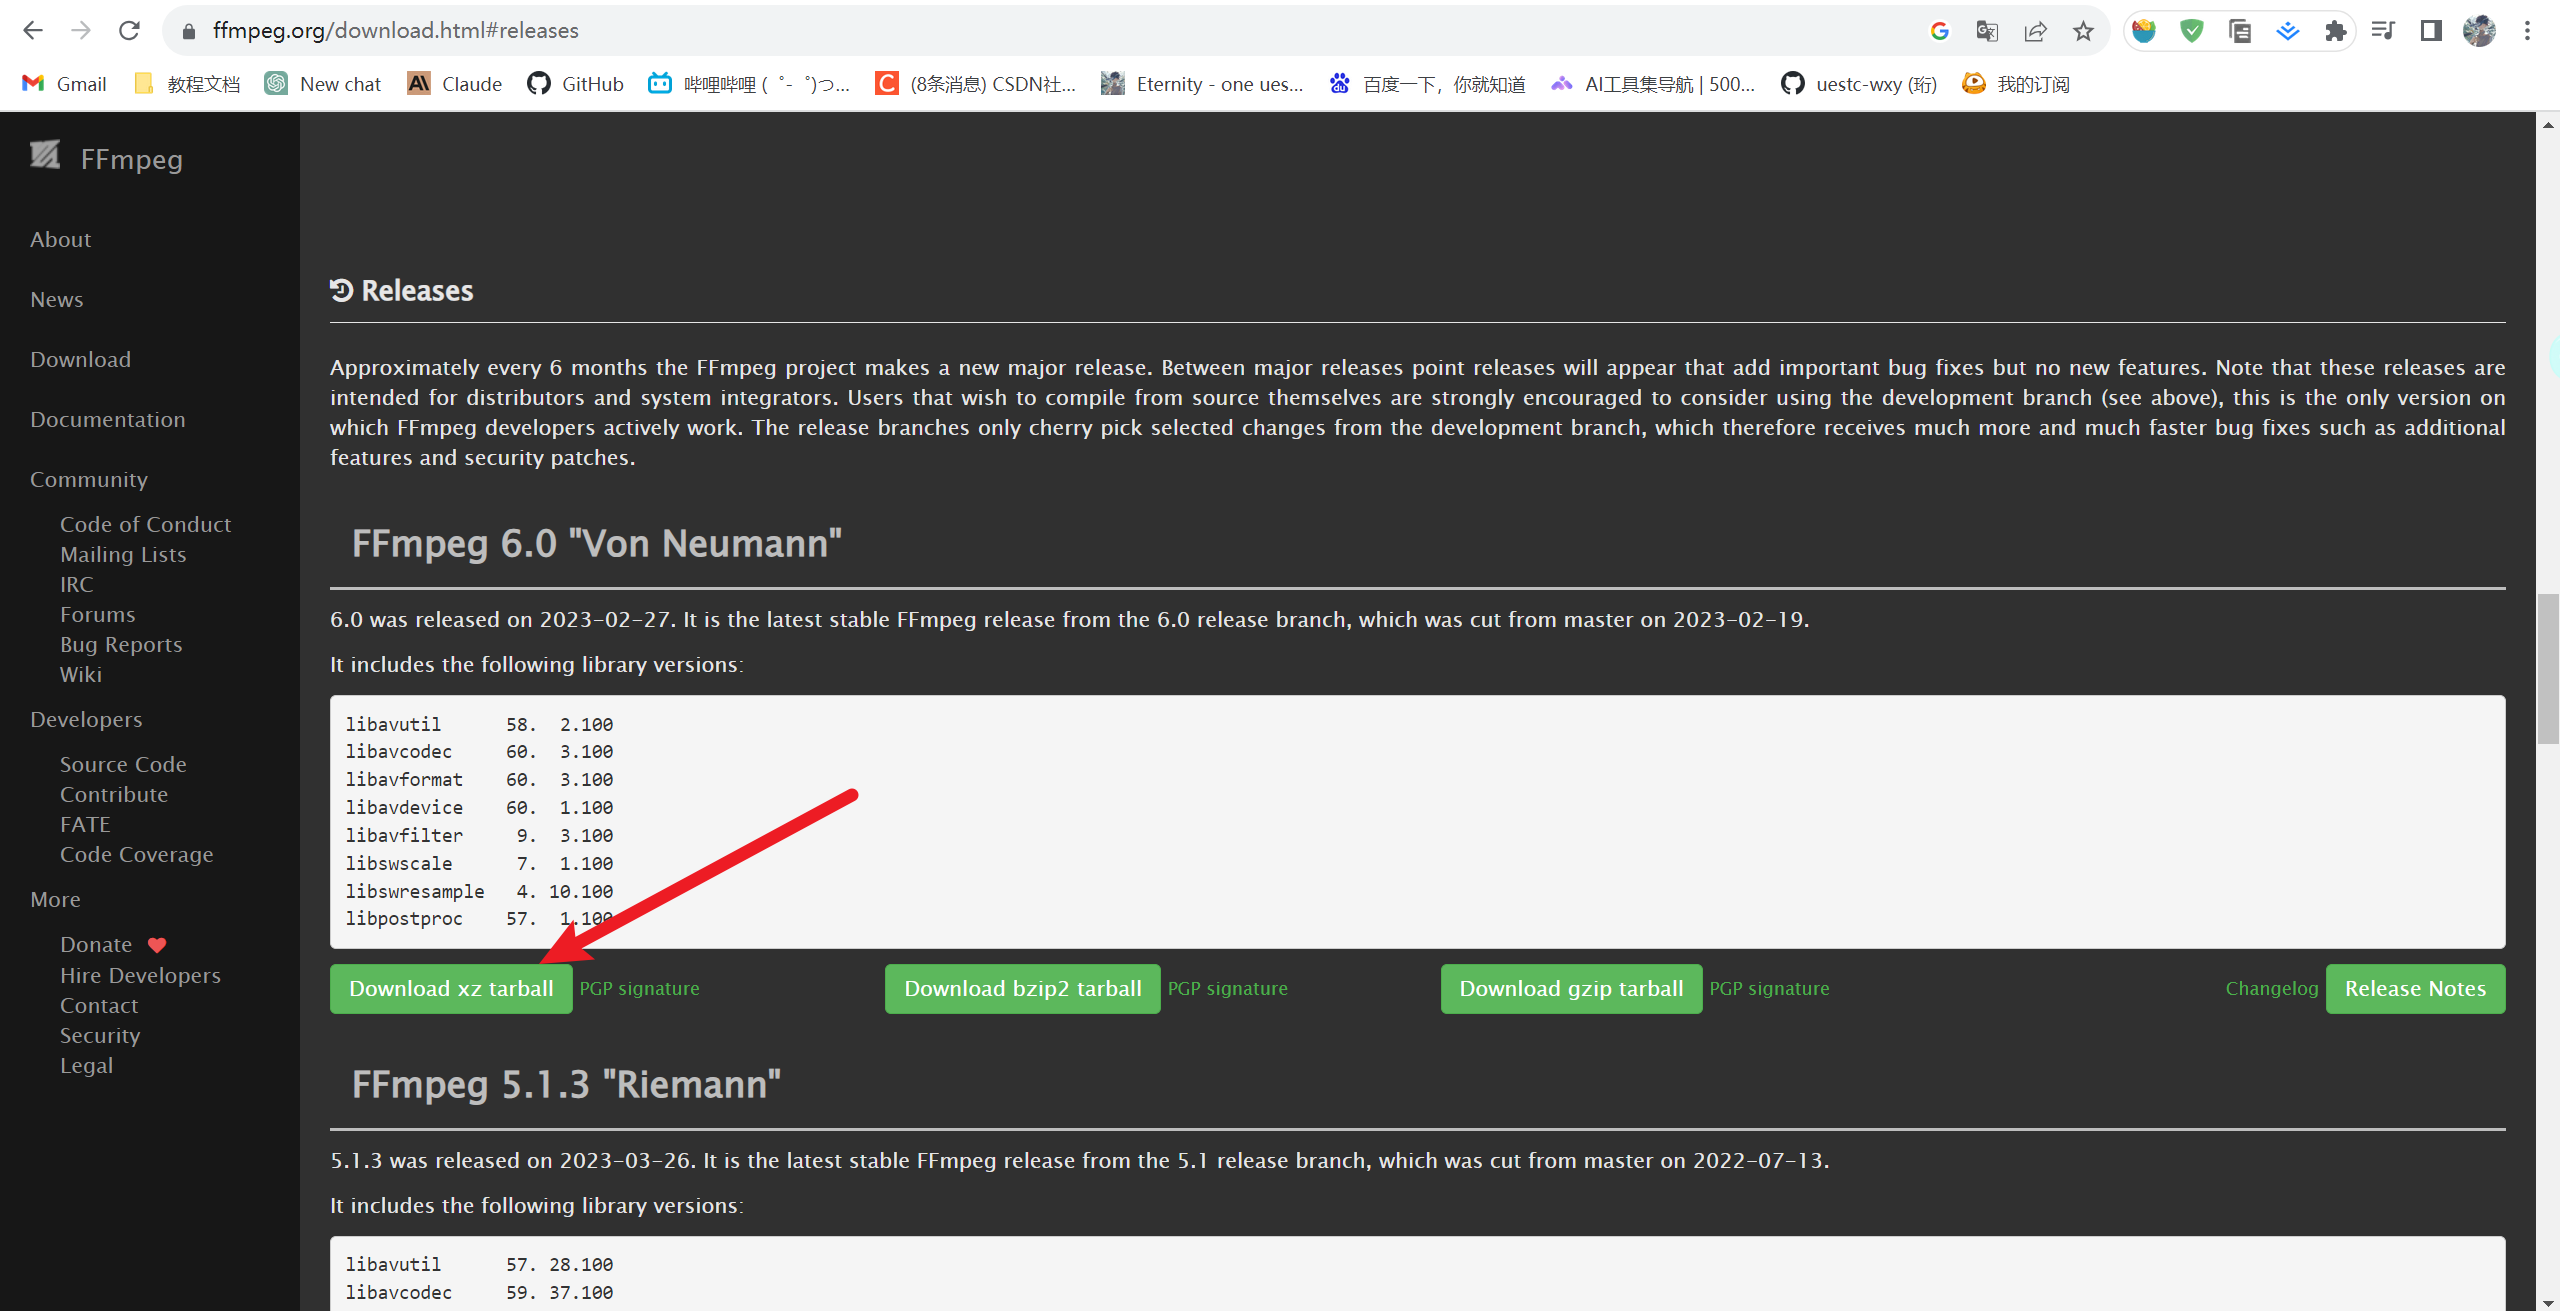 ffmpeg.org/download.html#releases
Gmail
教程文档
New chat
Claude
GitHub
哔哩哔哩 ( ゜- ゜)つ...
(8条消息) CSDN社...
Eternity - one ues...
百度一下，你就知道
AI工具集导航 | 500...
uestc-wxy (珩)
我的订阅
FFmpeg
About
News
Download
Documentation
Community
Code of Conduct
Mailing Lists
IRC
Forums
Bug Reports
Wiki
Developers
Source Code
Contribute
FATE
Code Coverage
More
Donate
Hire Developers
Contact
Security
Legal
Releases
Approximately every 6 months the FFmpeg project makes a new major release. Between major releases point releases will appear that add important bug fixes but no new features. Note that these releases are
intended for distributors and system integrators. Users that wish to compile from source themselves are strongly encouraged to consider using the development branch (see above), this is the only version on
which FFmpeg developers actively work. The release branches only cherry pick selected changes from the development branch, which therefore receives much more and much faster bug fixes such as additional
features and security patches.
FFmpeg 6.0 "Von Neumann"
6.0 was released on 2023-02-27. It is the latest stable FFmpeg release from the 6.0 release branch, which was cut from master on 2023-02-19.
It includes the following library versions:
libavutil 58. 2.100
libavcodec 60. 3.100
libavformat 60. 3.100
libavdevice 60. 1.100
libavfilter 9. 3.100
libswscale 7. 1.100
libswresample 4. 10.100
libpostproc 57. 1.100
Download xz tarball PGP signature Download bzip2 tarball PGP signature Download gzip tarball PGP signature Changelog Release Notes
FFmpeg 5.1.3 "Riemann"
5.1.3 was released on 2023-03-26. It is the latest stable FFmpeg release from the 5.1 release branch, which was cut from master on 2022-07-13.
It includes the following library versions:
libavutil 57. 28.100
libavcodec 59. 37.100